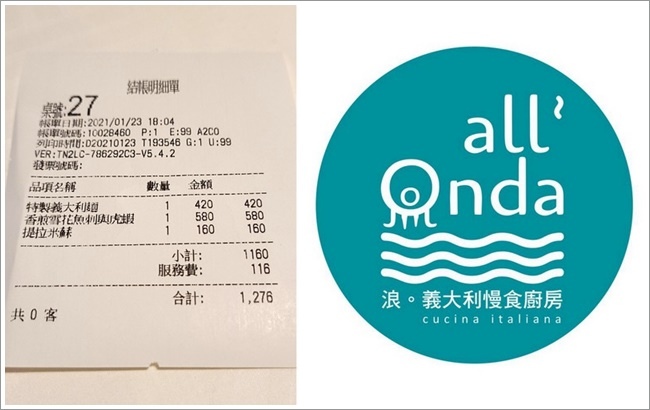 結帳明細單
桌號:27
帳單日期:2021/01/23 18:04
帳單號碼:10028460 P:1 E:99 A2C0
列印時間:D20210123 T193546 G:1 U:99
VER:TN2LC-786292C3-V5.4.2
發票號碼:
品項名稱 數量 金額
特製義大利麵 1 420 420
香煎雪花魚刺與虎蝦 1 580 580
提拉米蘇 1 160 160
小計: 1160
服務費: 116
合計: 1,276
共 0 客
all'
Onda
浪。義大利慢食廚房
cucina italiana